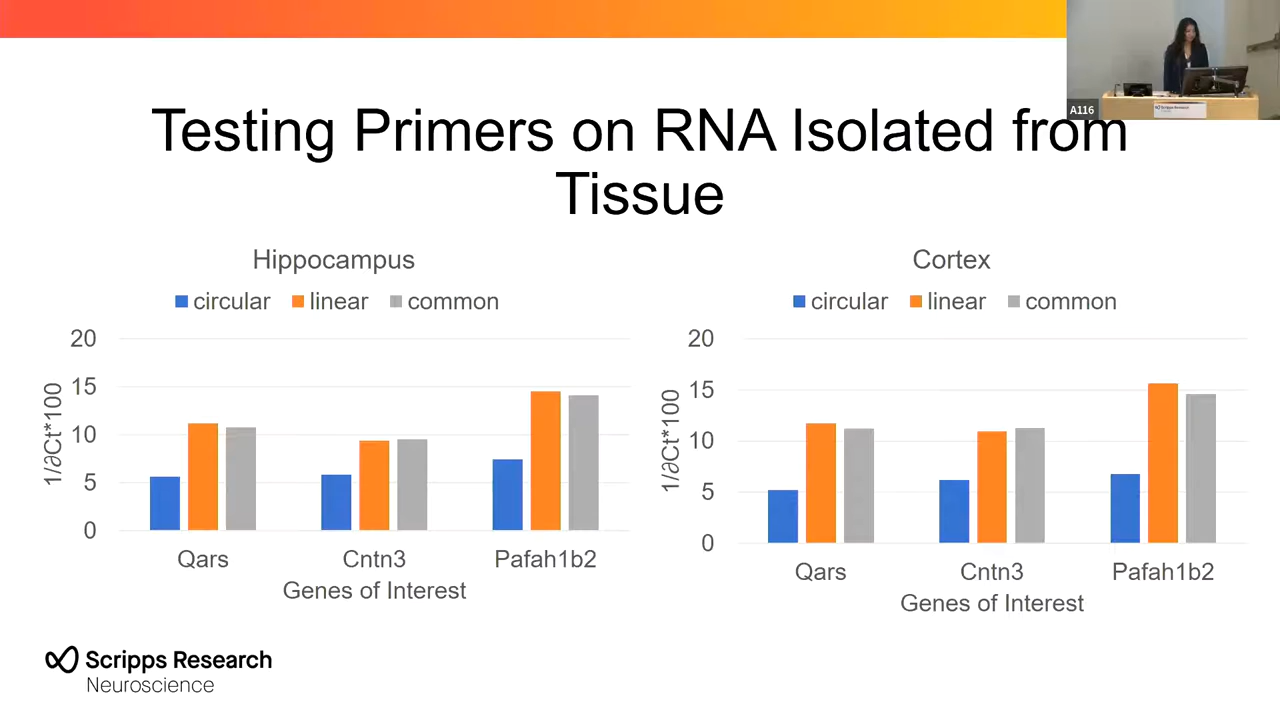 A116
Scripps Research
Testing Primers on RNA Isolated from
Tissue
Hippocampus
circular linear common
20
15
10
5
0
1/∂Ct*100
Qars Cntn3 Pafah1b2
Genes of Interest
Cortex
circular linear common
20
15
10
5
0
1/∂Ct*100
Qars Cntn3 Pafah1b2
Genes of Interest
Scripps Research
Neuroscience